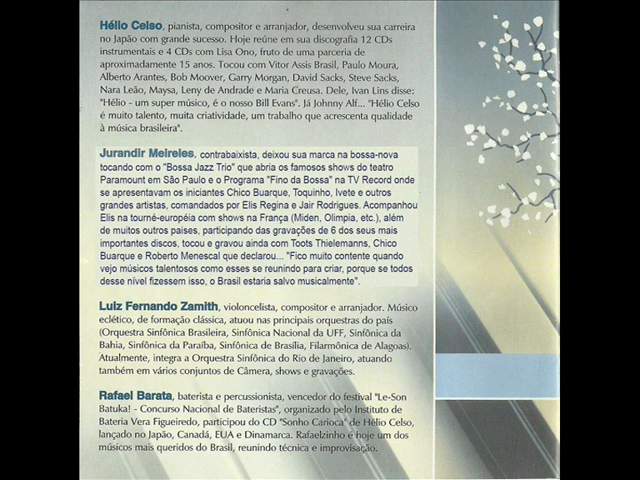 Hélio Celso, pianista, compositor e arranjador, desenvolveu sua carreira
no Japão com grande sucesso. Hoje reúne em sua discografia 12 CDs
instrumentais e 4 CDs com Lisa Ono, fruto de uma parceria de
aproximadamente 15 anos. Tocou com Vitor Assis Brasil, Paulo Moura,
Alberto Arantes, Bob Moover, Garry Morgan, David Sacks, Steve Sacks,
Nara Leão, Maysa, Leny de Andrade e Maria Creusa. Dele, Ivan Lins disse:
"Hélio - um super músico, é o nosso Bill Evans". Já Johnny Alf... "Hélio Celso
é muito talento, muita criatividade, um trabalho que acrescenta qualidade
à música brasileira".
Jurandir Meireles, contrabaixista, deixou sua marca na bossa-nova
tocando com o "Bossa Jazz Trio" que abria os famosos shows do teatro
Paramount em São Paulo e o Programa "Fino da Bossa" na TV Record onde
se apresentavam os iniciantes Chico Buarque, Toquinho, Ivete e outros
grandes artistas, comandados por Elis Regina e Jair Rodrigues. Acompanhou
Elis na tourné-européia com shows na França (Miden, Olimpia, etc.), além
de muitos outros paises, participando das gravações de 6 dos seus mais
importantes discos, tocou e gravou ainda com Toots Thielemanns, Chico
Buarque e Roberto Menescal que declarou... "Fico muito contente quando
vejo músicos talentosos como esses se reunindo para criar, porque se todos
desse nível fizessem isso, o Brasil estaria salvo musicalmente".
Luiz Fernando Zamith, violoncelista, compositor e arranjador. Músico
eclético, de formação clássica, atuou nas principais orquestras do país
(Orquestra Sinfônica Brasileira, Sinfônica Nacional da UFF, Sinfônica da
Bahia, Sinfônica da Paraíba, Sinfônica de Brasília, Filarmônica de Alagoas).
Atualmente, integra a Orquestra Sinfônica do Rio de Janeiro, atuando
também em vários conjuntos de Câmera, shows e gravações.
Rafael Barata, baterista e percussionista, vencedor do festival "Le-Son
Batuka! - Concurso Nacional de Bateristas", organizado pelo Instituto de
Bateria Vera Figueiredo, participou do CD "Sonho Carioca" de Hélio Celso,
lançado no Japão, Canadá, EUA e Dinamarca. Rafaelzinho é hoje um dos
músicos mais queridos do Brasil, reunindo técnica e improvisação.